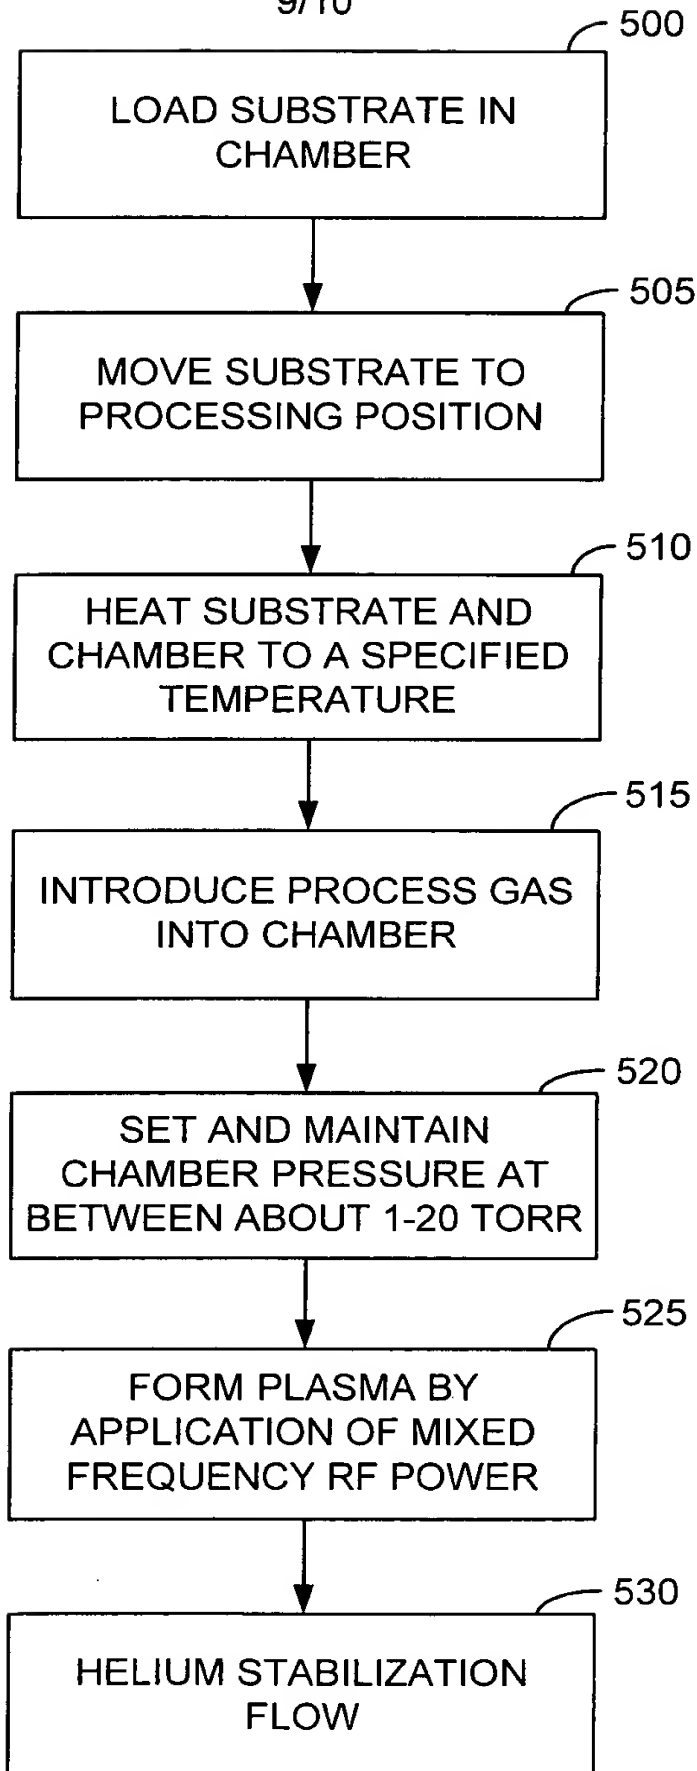 9/10
500
LOAD SUBSTRATE IN
CHAMBER
505
MOVE SUBSTRATE TO
PROCESSING POSITION
510
HEAT SUBSTRATE AND
CHAMBER TO A SPECIFIED
TEMPERATURE
515
INTRODUCE PROCESS GAS
INTO CHAMBER
520
SET AND MAINTAIN
CHAMBER PRESSURE AT
BETWEEN ABOUT 1-20 TORR
525
FORM PLASMA BY
APPLICATION OF MIXED
FREQUENCY RF POWER
530
HELIUM STABILIZATION
FLOW